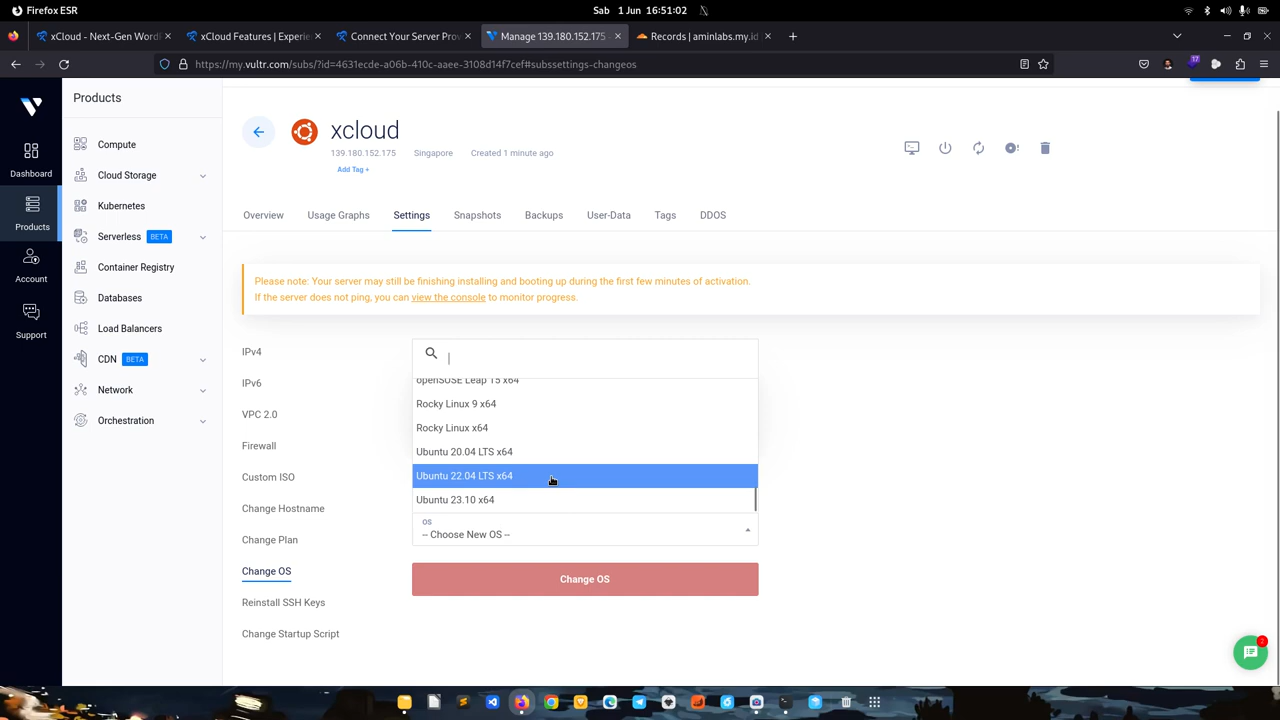 Firefox ESR
Sab 1 Jun 16:51:02
xCloud - Next-Gen WordP
xCloud Features | Experie
Connect Your Server Prov
Manage 139.180.152.175 -
Records | aminlabs.my.id
https://my.vultr.com/subs/?id=4631ecde-a06b-410c-aaee-3108d14f7cef#subssettings-changeos
17
Products
Dashboard
Products
Account
Support
Compute
Cloud Storage
Kubernetes
Serverless BETA
Container Registry
Databases
Load Balancers
CDN BETA
Network
Orchestration
xcloud
139.180.152.175 Singapore Created 1 minute ago
Add Tag +
Overview Usage Graphs Settings Snapshots Backups User-Data Tags DDOS
Please note: Your server may still be finishing installing and booting up during the first few minutes of activation.
If the server does not ping, you can view the console to monitor progress.
IPv4
IPv6
VPC 2.0
Firewall
Custom ISO
Change Hostname
Change Plan
Change OS
Reinstall SSH Keys
Change Startup Script
openSUSE Leap 15 x64
Rocky Linux 9 x64
Rocky Linux x64
Ubuntu 20.04 LTS x64
Ubuntu 22.04 LTS x64
Ubuntu 23.10 x64
OS
-- Choose New OS --
Change OS
2